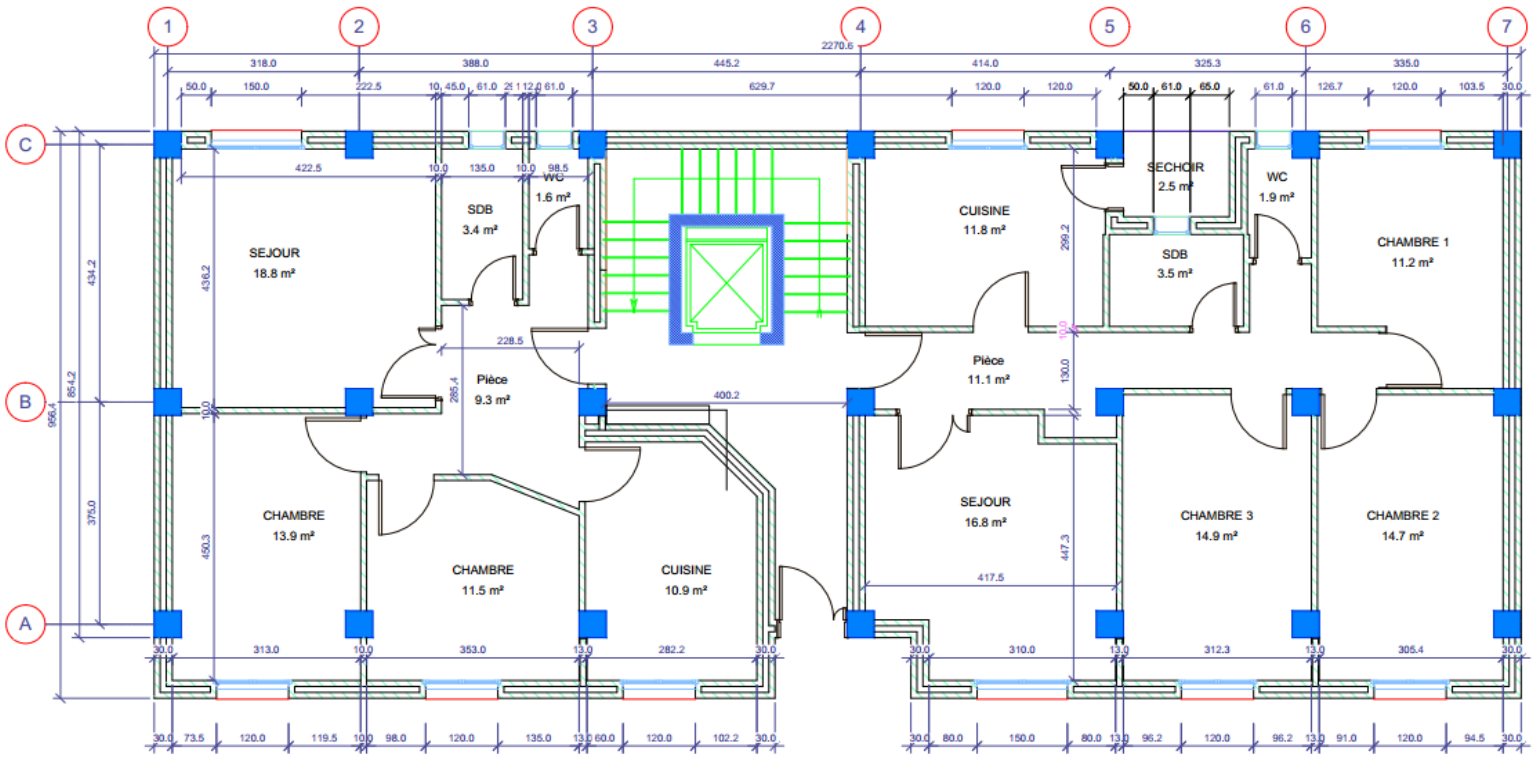 1 2 3 4 5 6 7
2270.6
318.0 388.0 445.2 414.0 325.3 335.0
50.0 150.0 222.5 10. 45.0 61.0 12.0 61.0 629.7 120.0 120.0 50.0 61.0 65.0 61.0 126.7 120.0 103.5 30.0
C
422.5 10.0 135.0 10.0 98.5
WC
1.6 m²
SDB
3.4 m²
SEJOUR
18.8 m²
434.2
436.2
CUISINE
11.8 m²
299.2
SECHOIR
2.5 m²
WC
1.9 m²
SDB
3.5 m²
CHAMBRE 1
11.2 m²
10.0
228.5
285.4
Pièce
9.3 m²
Pièce
11.1 m²
130.0
854.2
956.4
B
10.0
400.2
375.0
450.3
CHAMBRE
13.9 m²
CHAMBRE
11.5 m²
CUISINE
10.9 m²
SEJOUR
16.8 m²
447.3
417.5
CHAMBRE 3
14.9 m²
CHAMBRE 2
14.7 m²
A
30.0 313.0 10.0 353.0 13.0 282.2 30.0 30.0 310.0 13.0 312.3 13.0 305.4 30.0
30.0 73.5 120.0 119.5 10.0 98.0 120.0 135.0 13.0 60.0 120.0 102.2 30.0 30.0 80.0 150.0 80.0 13.0 96.2 120.0 96.2 13.0 91.0 120.0 94.5 30.0